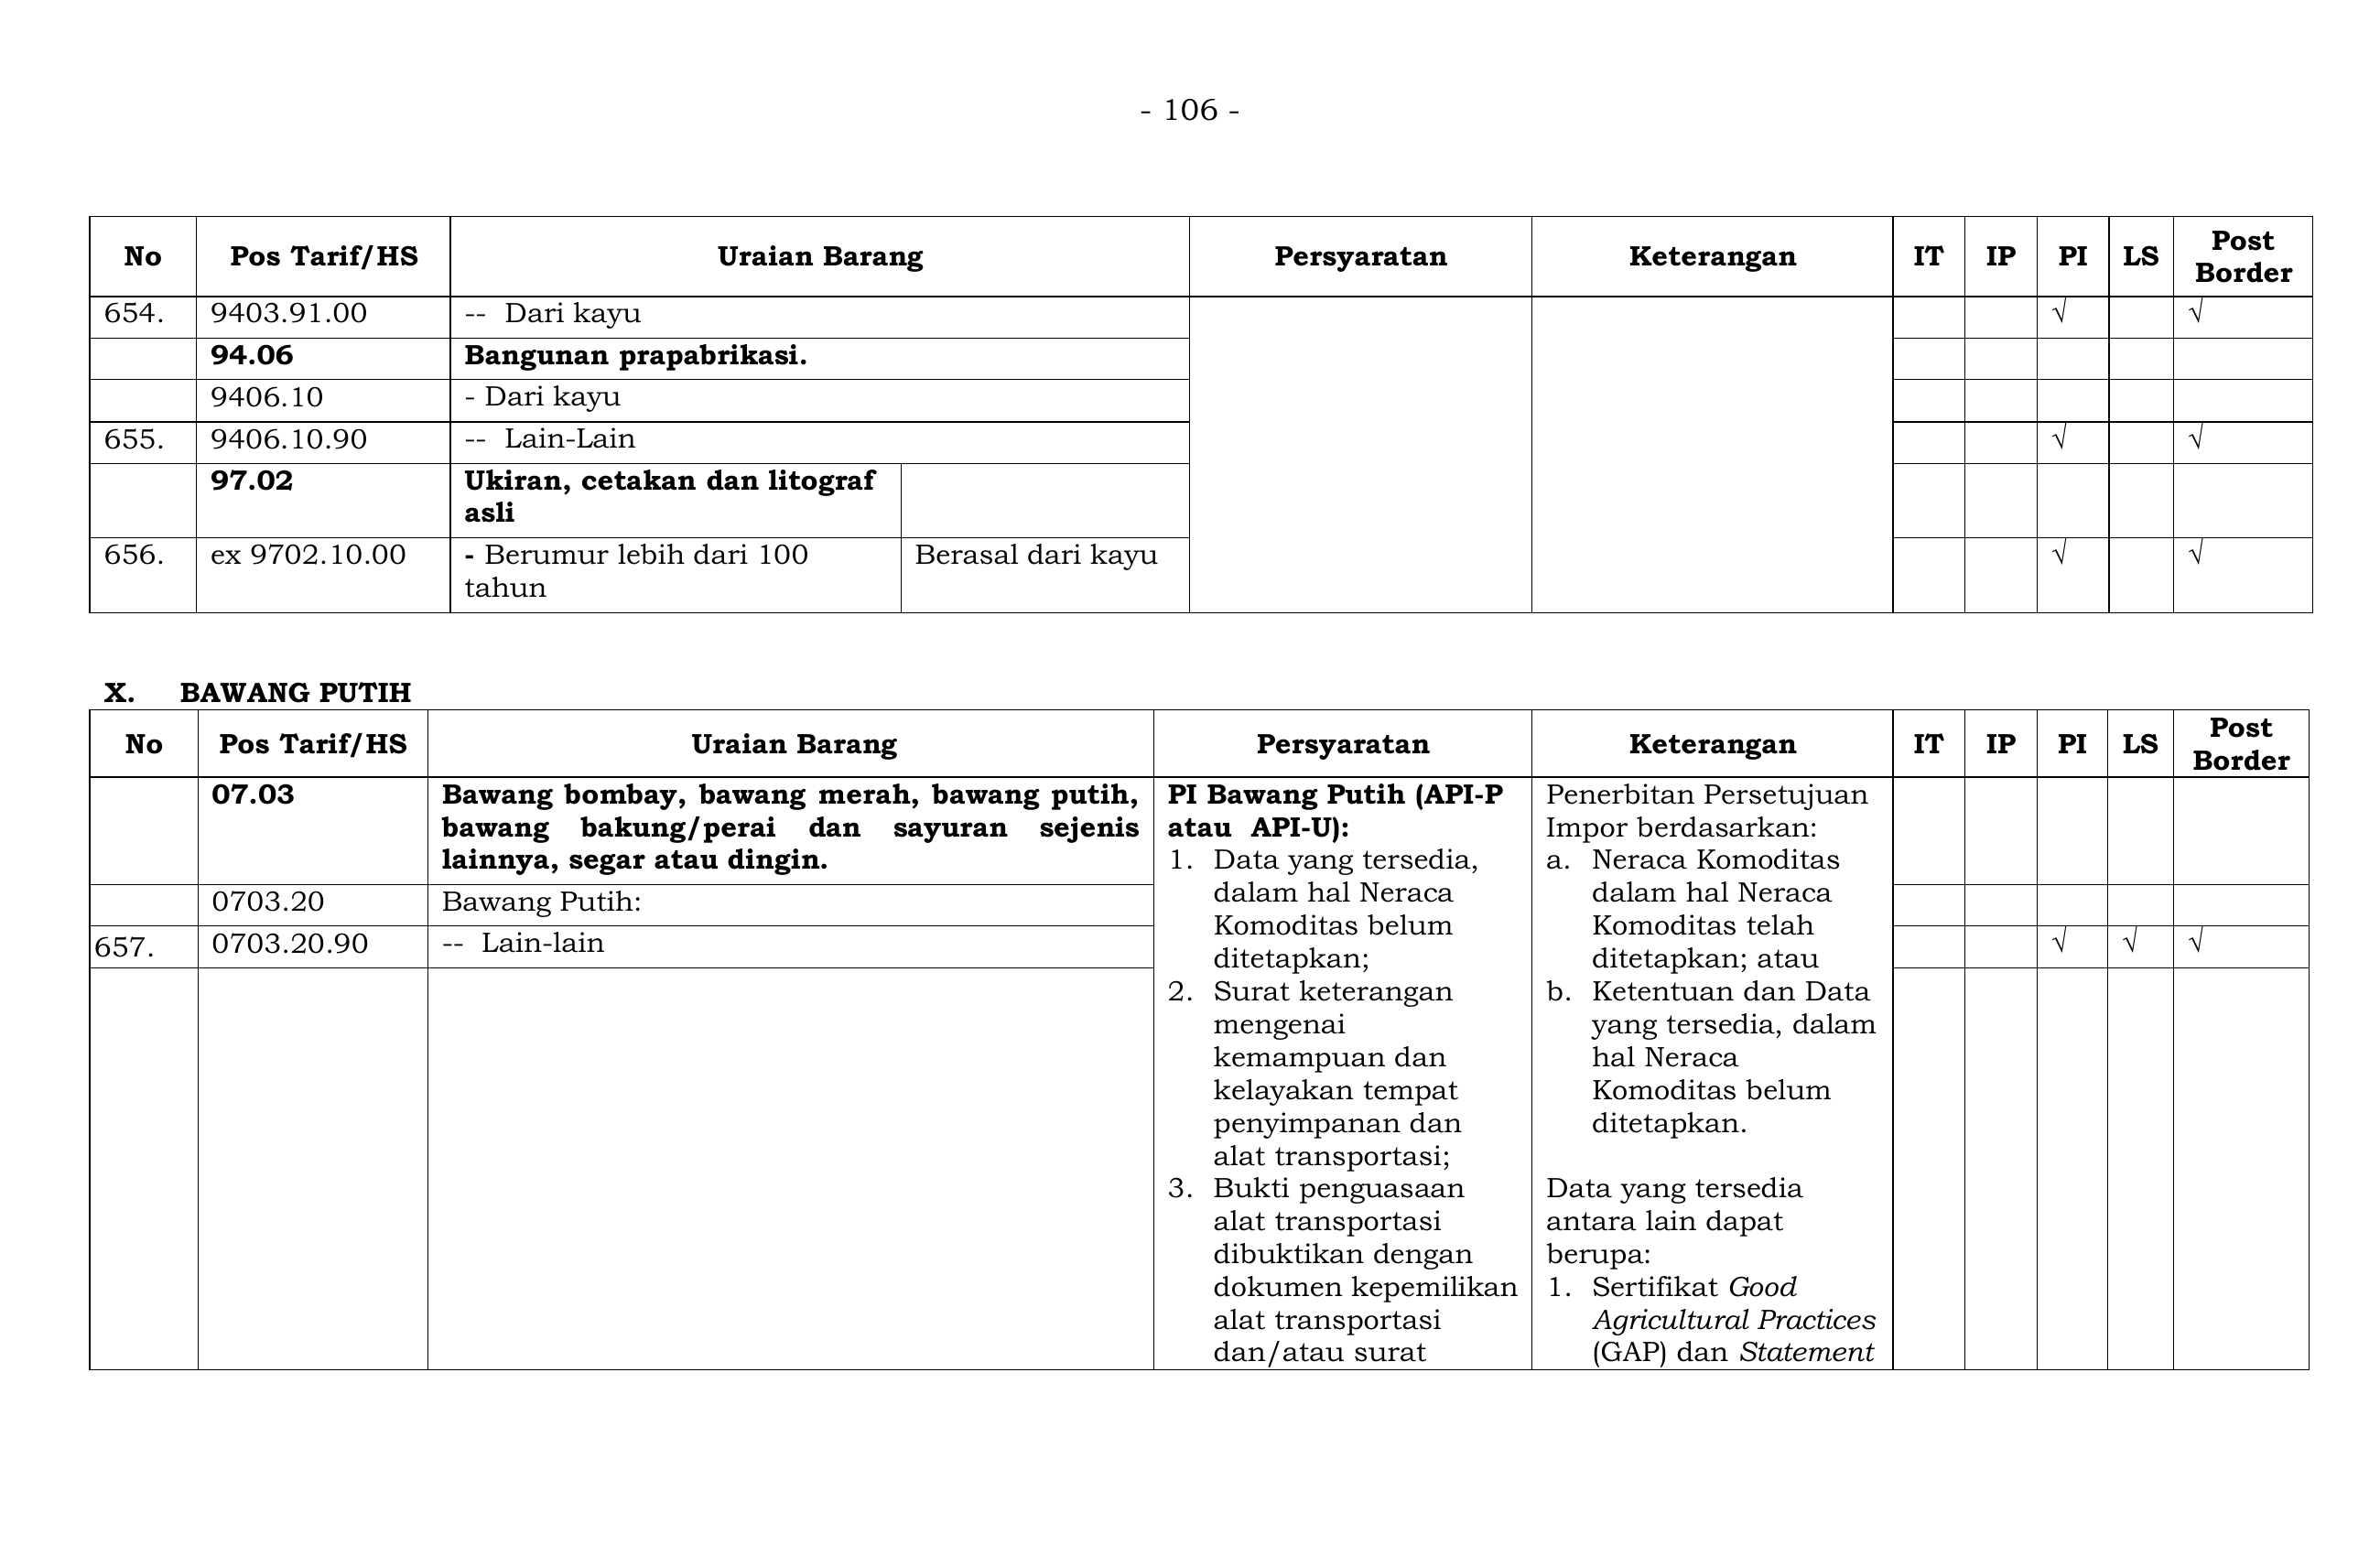 - 106 -
No Pos Tarif/HS Uraian Barang Persyaratan Keterangan IT IP PI LS Post Border
654. 9403.91.00 -- Dari kayu √ √
94.06 Bangunan prapabrikasi.
9406.10 - Dari kayu
655. 9406.10.90 -- Lain-Lain √ √
97.02 Ukiran, cetakan dan litograf
asli
656. ex 9702.10.00 - Berumur lebih dari 100 Berasal dari kayu √ √
tahun
X. BAWANG PUTIH
No Pos Tarif/HS Uraian Barang Persyaratan Keterangan IT IP PI LS Post Border
07.03 Bawang bombay, bawang merah, bawang putih,
bawang bakung/perai dan sayuran sejenis
lainnya, segar atau dingin.
0703.20 Bawang Putih:
657. 0703.20.90 -- Lain-lain √ √ √
PI Bawang Putih (API-P
atau API-U):
1. Data yang tersedia,
dalam hal Neraca
Komoditas belum
ditetapkan;
2. Surat keterangan
mengenai
kemampuan dan
kelayakan tempat
penyimpanan dan
alat transportasi;
3. Bukti penguasaan
alat transportasi
dibuktikan dengan
dokumen kepemilikan
alat transportasi
dan/atau surat
Penerbitan Persetujuan
Impor berdasarkan:
a. Neraca Komoditas
dalam hal Neraca
Komoditas telah
ditetapkan; atau
b. Ketentuan dan Data
yang tersedia, dalam
hal Neraca
Komoditas belum
ditetapkan.
Data yang tersedia
antara lain dapat
berupa:
1. Sertifikat Good
Agricultural Practices
(GAP) dan Statement